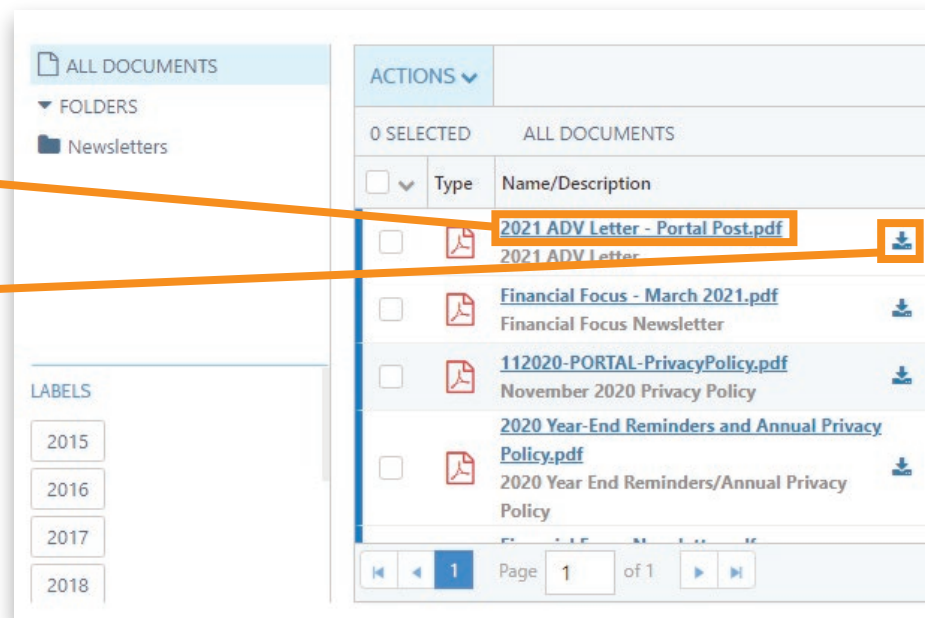 ALL DOCUMENTS
FOLDERS
Newsletters
LABELS
2015
2016
2017
2018
ACTIONS
0 SELECTED ALL DOCUMENTS
Type Name/Description
2021 ADV Letter - Portal Post.pdf
2021 ADV Letter
Financial Focus - March 2021.pdf
Financial Focus Newsletter
112020-PORTAL-PrivacyPolicy.pdf
November 2020 Privacy Policy
2020 Year-End Reminders and Annual Privacy
Policy.pdf
2020 Year End Reminders/Annual Privacy
Policy
1 Page 1 of 1